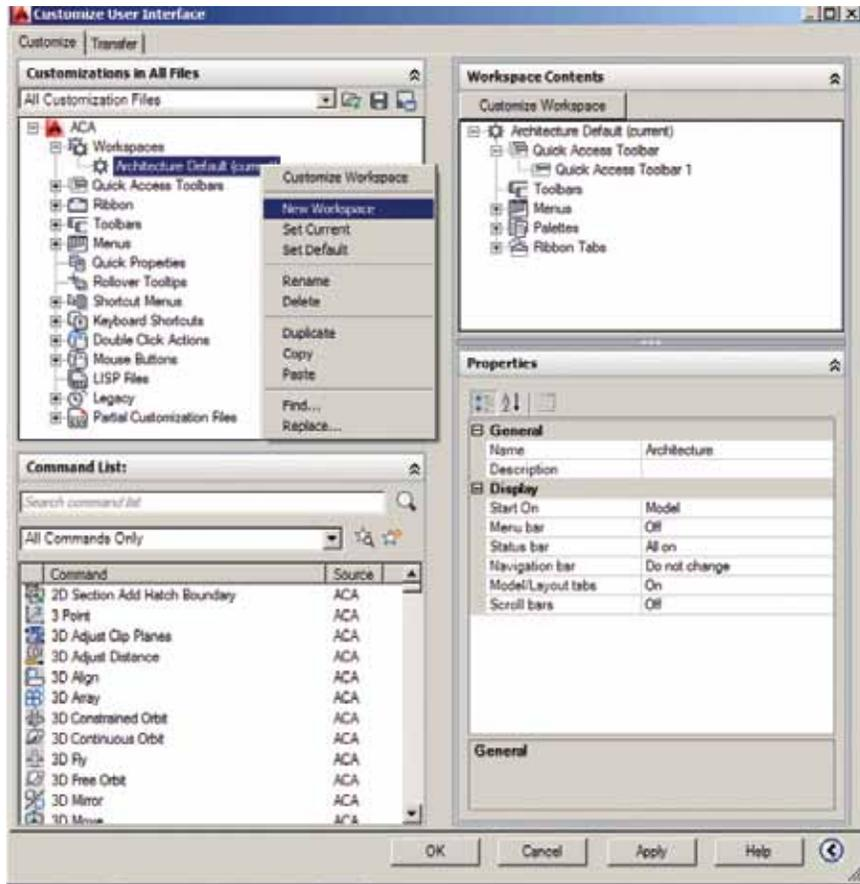 Customize User Interface
Customize Transfer
Customizations in All Files
All Customization Files
ACA
Workspaces
Architecture Default (current)
Quick Access Toolbars
Ribbon
Toolbars
Menus
Quick Properties
Rollover Tooltips
Shortcut Menus
Keyboard Shortcuts
Double Click Actions
Mouse Buttons
LISP Files
Legacy
Partial Customization Files
Customize Workspace
New Workspace
Set Current
Set Default
Rename
Delete
Duplicate
Copy
Paste
Find...
Replace...
Command List:
Search command list
All Commands Only
Command Source
2D Section Add Hatch Boundary ACA
3 Point ACA
3D Adjust Clip Planes ACA
3D Adjust Distance ACA
3D Align ACA
3D Array ACA
3D Constrained Orbit ACA
3D Continuous Orbit ACA
3D Fly ACA
3D Free Orbit ACA
3D Mirror ACA
3D Move ACA
Workspace Contents
Customize Workspace
Architecture Default (current)
Quick Access Toolbar
Quick Access Toolbar 1
Toolbars
Menus
Palettes
Ribbon Tabs
Properties
General
Name Architecture
Description
Display
Start On Model
Menu bar Off
Status bar All on
Navigation bar Do not change
Model/Layout tabs On
Scroll bars Off
General
OK Cancel Apply Help